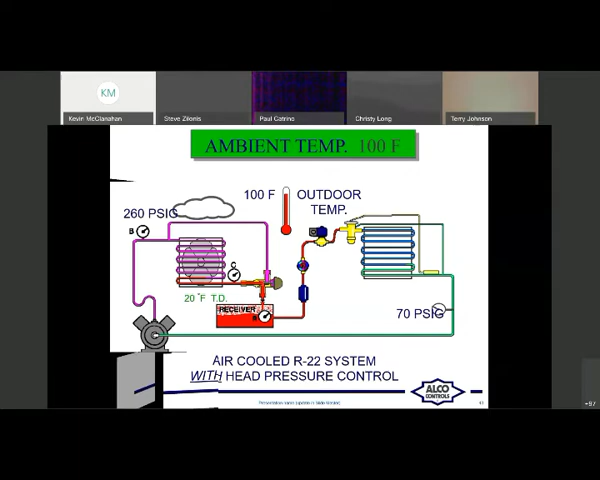 KM
Kevin McClanahan
Steve Zilonis
Paul Catrino
Christy Long
Terry Johnson
AMBIENT TEMP. 100 F
100 F
OUTDOOR
TEMP.
260 PSIG
B
C
20 °F T.D.
RECEIVER
70 PSIG
AIR COOLED R-22 SYSTEM
WITH HEAD PRESSURE CONTROL
ALCO
CONTROLS